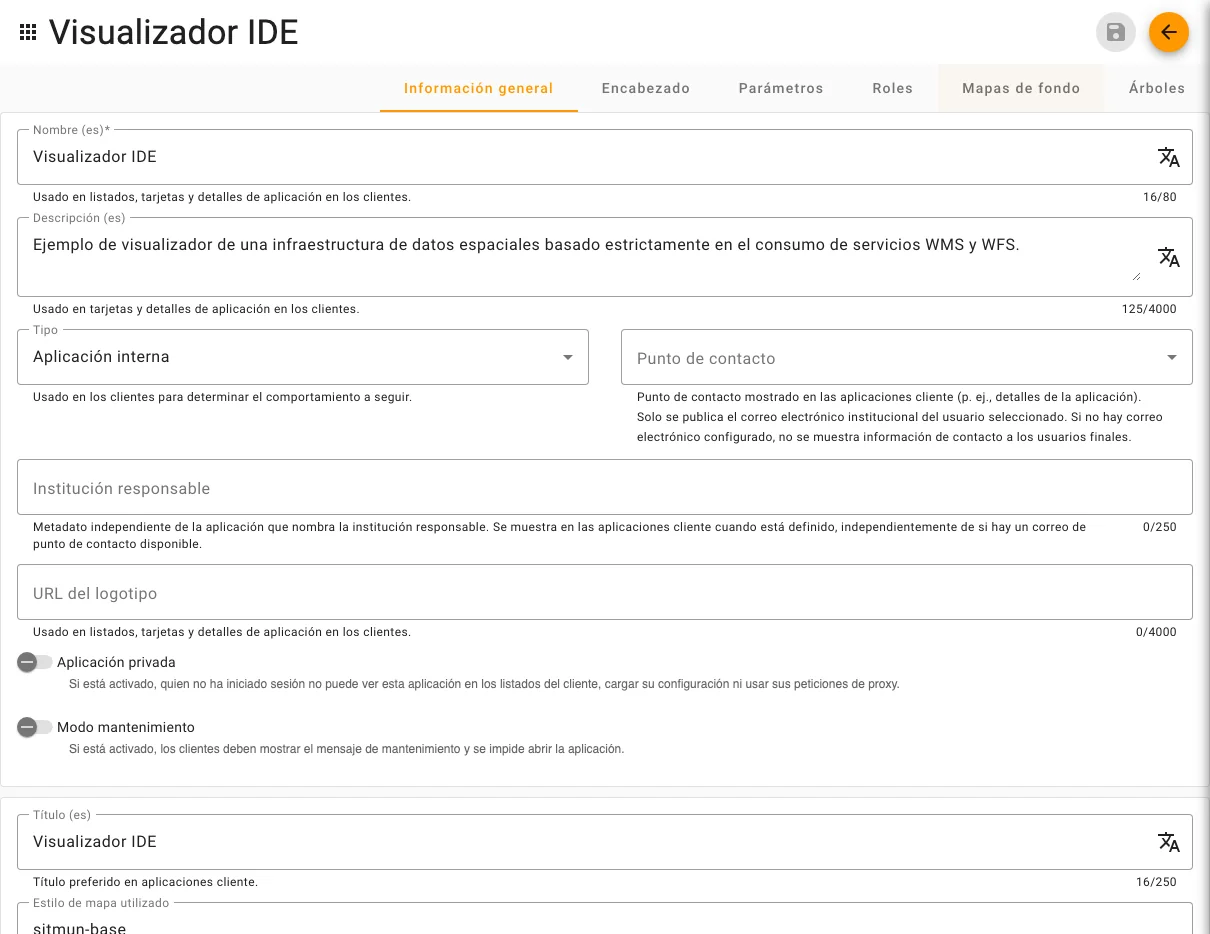 Visualizador IDE
Información general
Encabezado
Parámetros
Roles
Mapas de fondo
Árboles
Nombre (es)*
Visualizador IDE
Usado en listados, tarjetas y detalles de aplicación en los clientes.
16/80
Descripción (es)
Ejemplo de visualizador de una infraestructura de datos espaciales basado estrictamente en el consumo de servicios WMS y WFS.
Usado en tarjetas y detalles de aplicación en los clientes.
125/4000
Tipo
Aplicación interna
Usado en los clientes para determinar el comportamiento a seguir.
Punto de contacto
Punto de contacto mostrado en las aplicaciones cliente (p. ej., detalles de la aplicación).
Solo se publica el correo electrónico institucional del usuario seleccionado. Si no hay correo
electrónico configurado, no se muestra información de contacto a los usuarios finales.
Institución responsable
Metadato independiente de la aplicación que nombra la institución responsable. Se muestra en las aplicaciones cliente cuando está definido, independientemente de si hay un correo de
punto de contacto disponible.
0/250
URL del logotipo
Usado en listados, tarjetas y detalles de aplicación en los clientes.
0/4000
Aplicación privada
Si está activado, quien no ha iniciado sesión no puede ver esta aplicación en los listados del cliente, cargar su configuración ni usar sus peticiones de proxy.
Modo mantenimiento
Si está activado, los clientes deben mostrar el mensaje de mantenimiento y se impide abrir la aplicación.
Título (es)
Visualizador IDE
Título preferido en aplicaciones cliente.
16/250
Estilo de mapa utilizado
sitmun-base